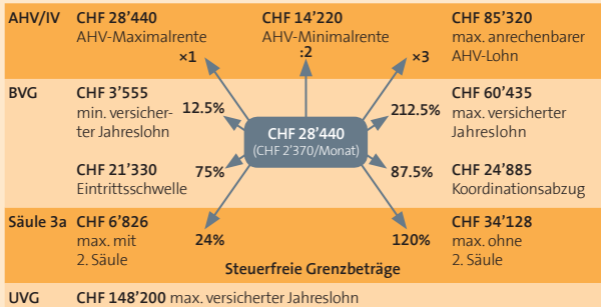 AHV/IV
CHF 28’440
AHV-Maximalrente
×1
CHF 14’220
AHV-Minimalrente
:2
CHF 85’320
max. anrechenbarer
AHV-Lohn
×3
BVG
CHF 3’555
min. versicher-
ter Jahreslohn
12.5%
CHF 28’440
(CHF 2’370/Monat)
212.5%
CHF 60’435
max. versicherter
Jahreslohn
CHF 21’330
Eintrittsschwelle
75%
87.5%
CHF 24’885
Koordinationsabzug
Säule 3a
CHF 6’826
max. mit
2. Säule
24%
120%
CHF 34’128
max. ohne
2. Säule
Steuerfreie Grenzbeträge
UVG
CHF 148’200 max. versicherter Jahreslohn